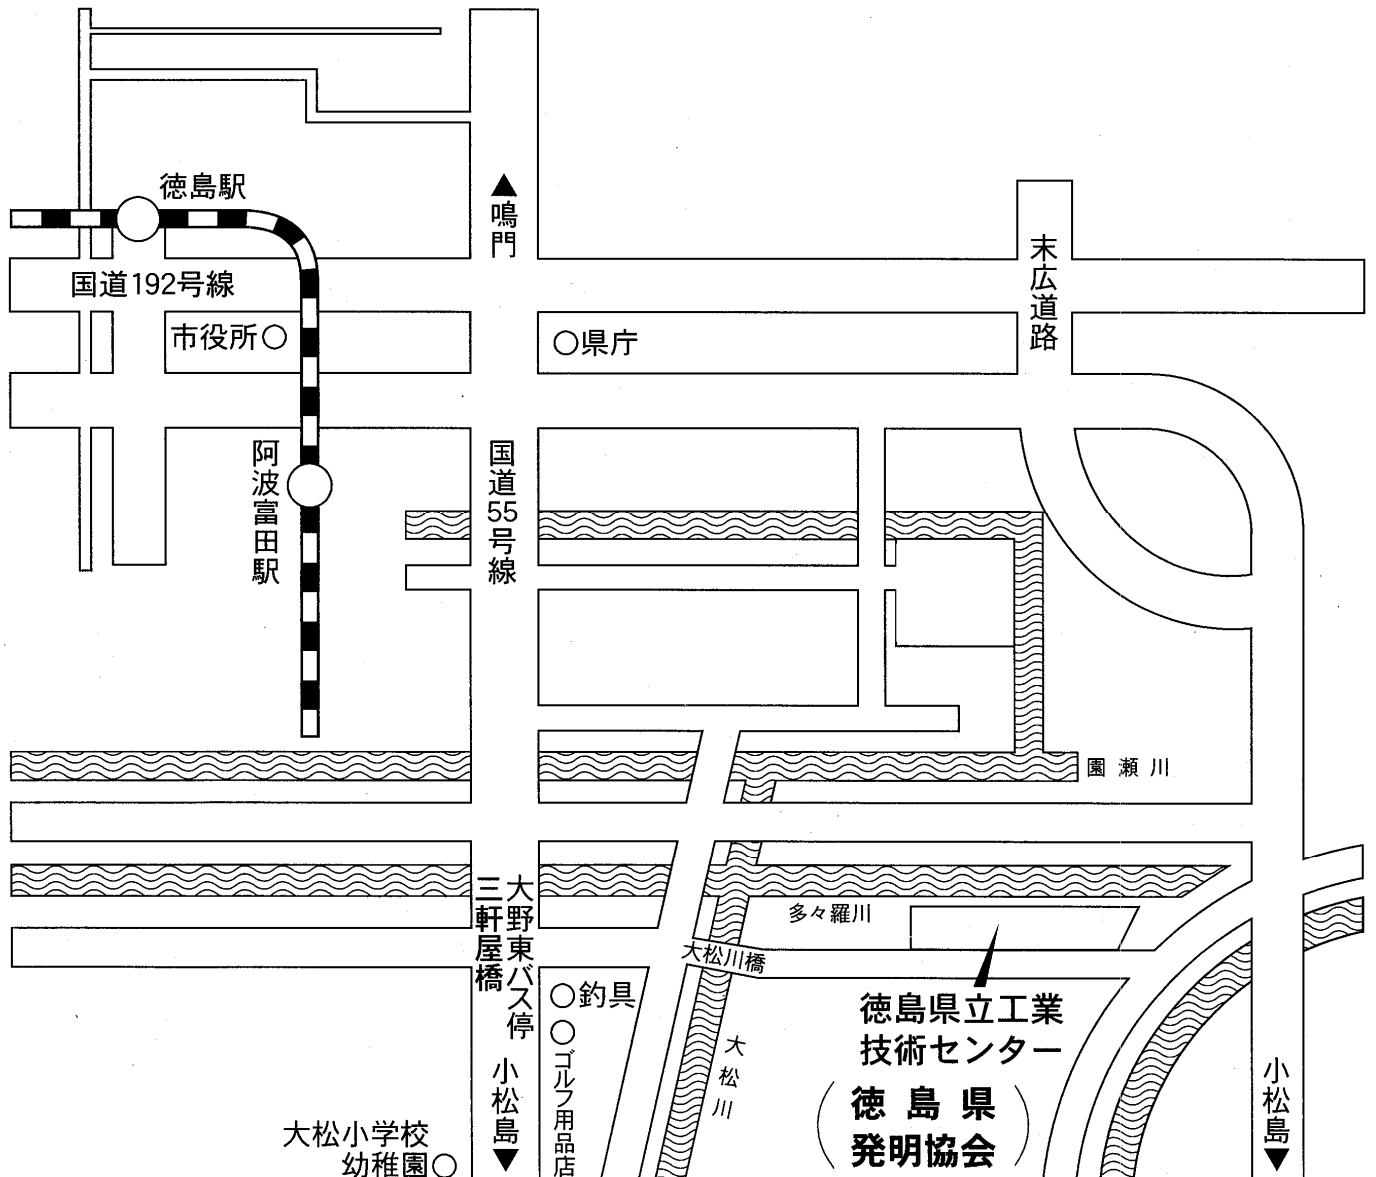 徳島駅
▲鳴門
末広道路
国道192号線
市役所○
○県庁
阿波富田駅
国道55号線
園瀬川
大野東バス停
三軒屋橋
多々羅川
大松川橋
○釣具
○ゴルフ用品店
徳島県立工業
技術センター
(徳島県
発明協会)
大松川
小松島▼
小松島▼
大松小学校
幼稚園○